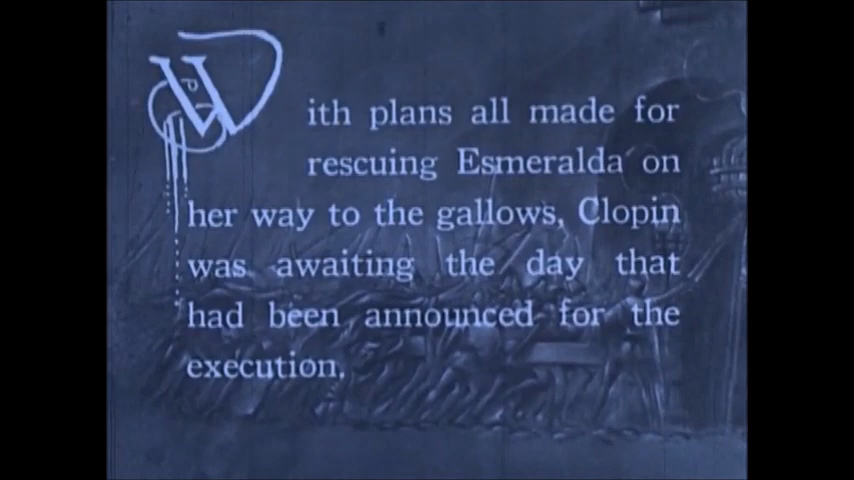 With plans all made for
rescuing Esmeralda on
her way to the gallows, Clopin
was awaiting the day that
had been announced for the
execution.